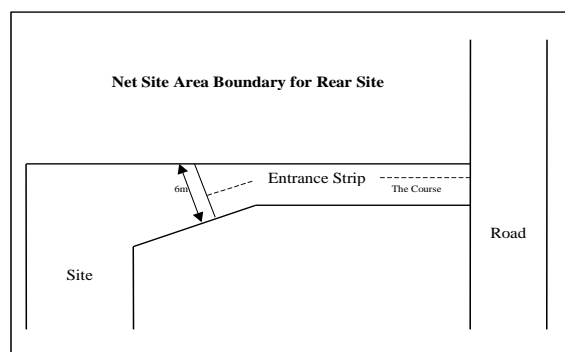 Net Site Area Boundary for Rear Site
6m
Entrance Strip
The Course
Road
Site